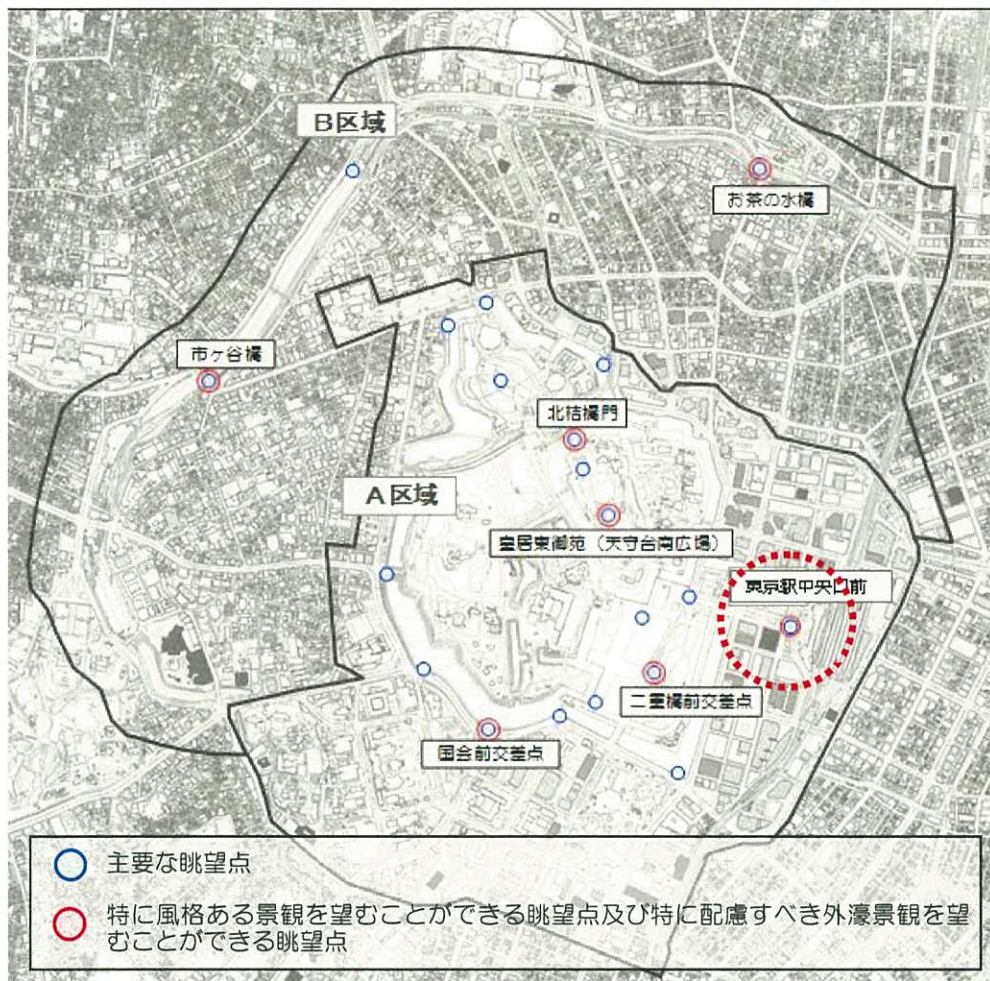 B区域
お茶の水橋
市ヶ谷橋
北桔橋門
A区域
皇居東御苑（天守台南広場）
東京駅中央口前
二重橋前交差点
国会前交差点
主要な眺望点
特に風格ある景観を望むことができる眺望点及び特に配慮すべき外濠景観を望
むことができる眺望点